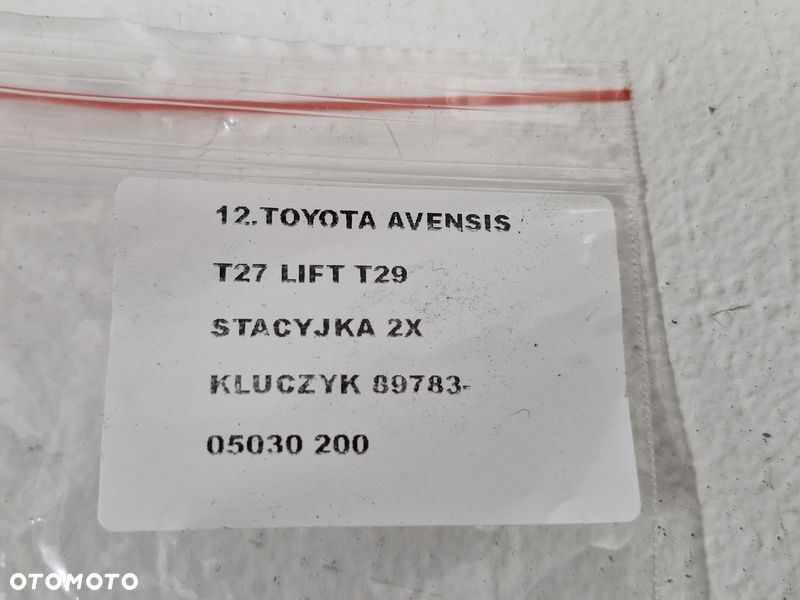 12.TOYOTA AVENSIS
T27 LIFT T29
STACYJKA 2X
KLUCZYK 89783-
05030 200
OTOMOTO